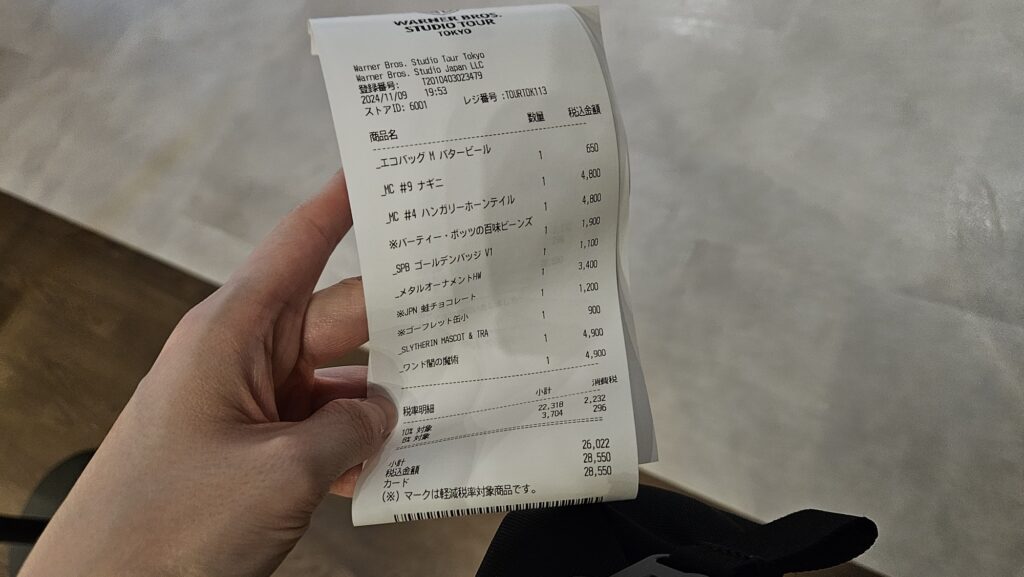 WARNER BROS.
STUDIO TOUR
TOKYO
Warner Bros. Studio Tour Tokyo
Warner Bros. Studio Japan LLC
登録番号: T2010403023479
2024/11/09 19:53
ストアID: 6001 レジ番号 :TOURTOK113
商品名 数量 税込金額
_エコバッグ M バタービール 1 650
_MC #9 ナギニ 1 4,800
_MC #4 ハンガリーホーンテイル 1 4,800
※バーティー・ボッツの百味ビーンズ 1 1,900
_SPB ゴールデンバッジ V1 1 1,100
_メタルオーナメントHW 1 3,400
※JPN 蛙チョコレート 1 1,200
※ゴーフレット缶小 1 900
_SLYTHERIN MASCOT & TRA 1 4,900
_ワンド闇の魔術 1 4,900
税率明細 小計 消費税
10% 対象 22,318 2,232
8% 対象 3,704 296
小計 26,022
税込金額 28,550
カード 28,550
(※) マークは軽減税率対象商品です。